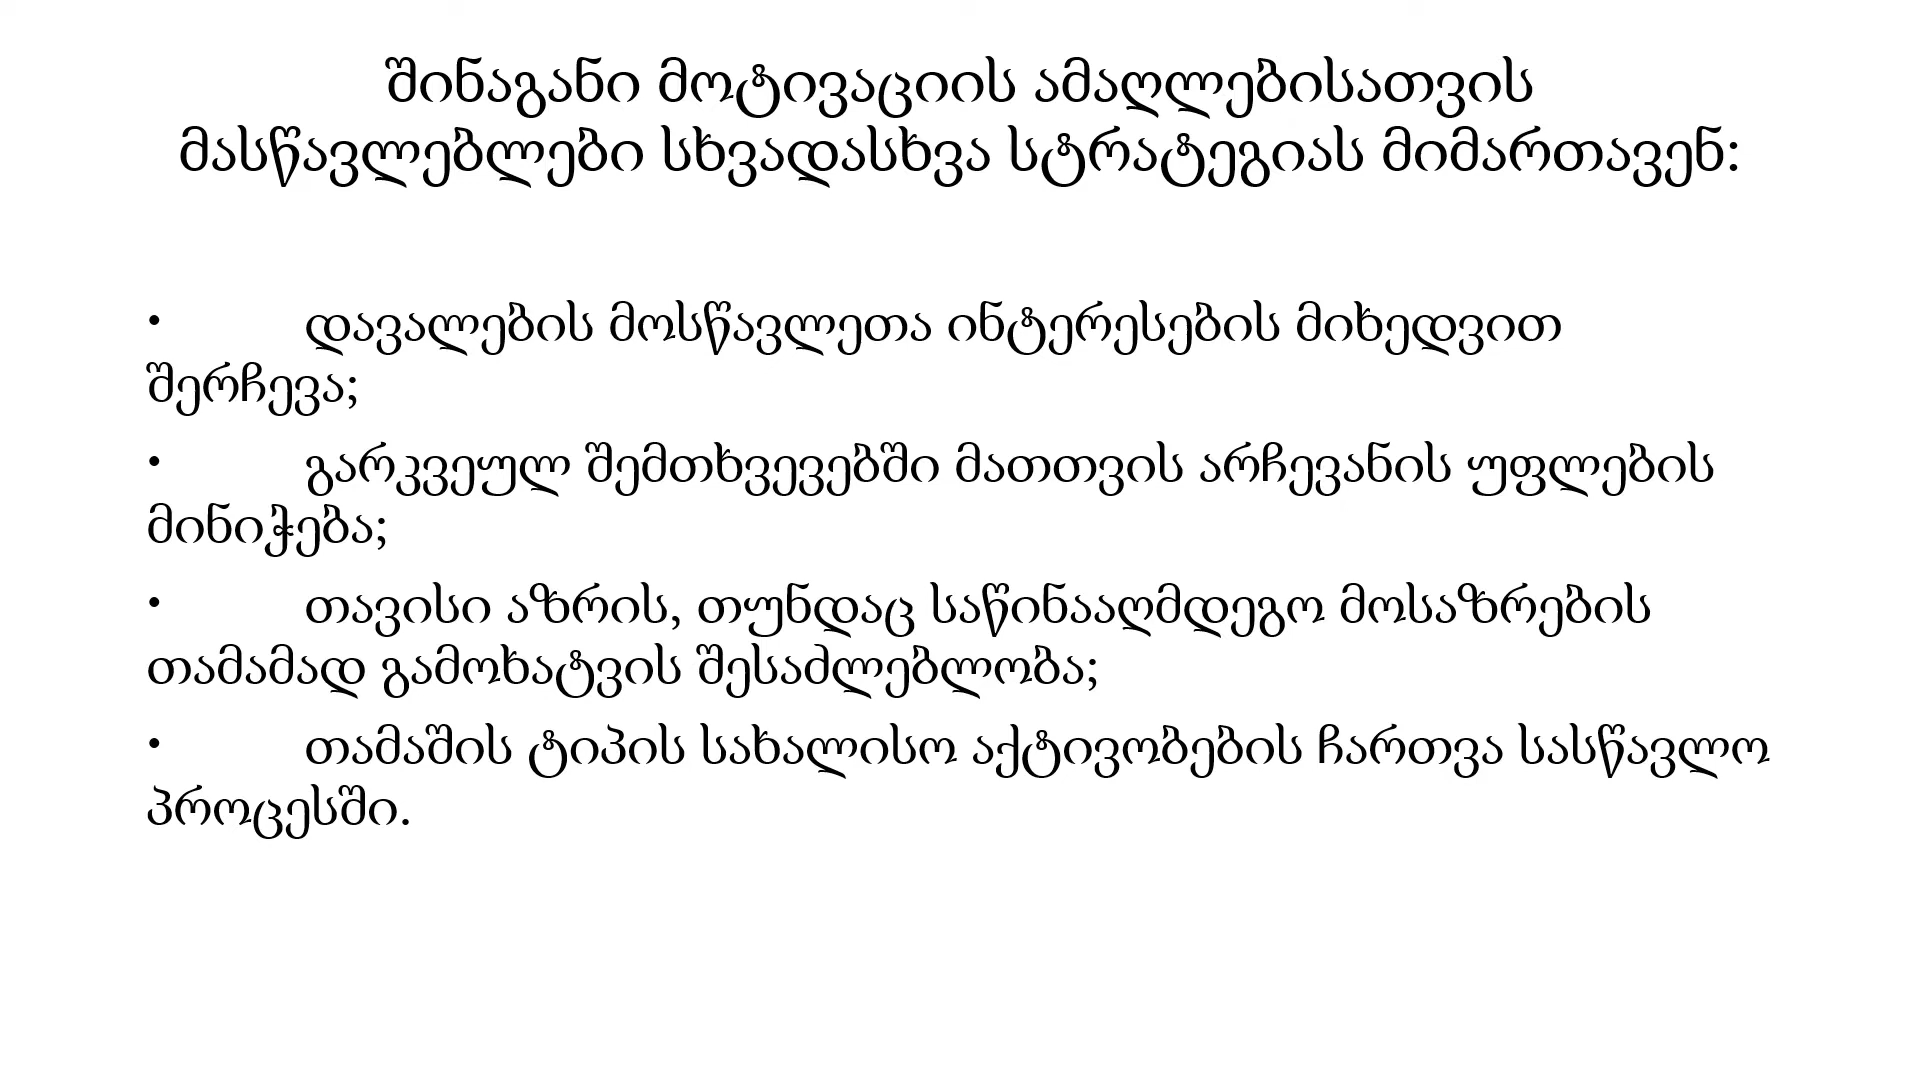 შინაგანი მოტივაციის ამაღლებისათვის
მასწავლებლები სხვადასხვა სტრატეგიას მიმართავენ:
• დავალების მოსწავლეთა ინტერესების მიხედვით
შერჩევა;
• გარკვეულ შემთხვევებში მათთვის არჩევანის უფლების
მინიჭება;
• თავისი აზრის, თუნდაც საწინააღმდეგო მოსაზრების
თამამად გამოხატვის შესაძლებლობა;
• თამაშის ტიპის სახალისო აქტივობების ჩართვა სასწავლო
პროცესში.